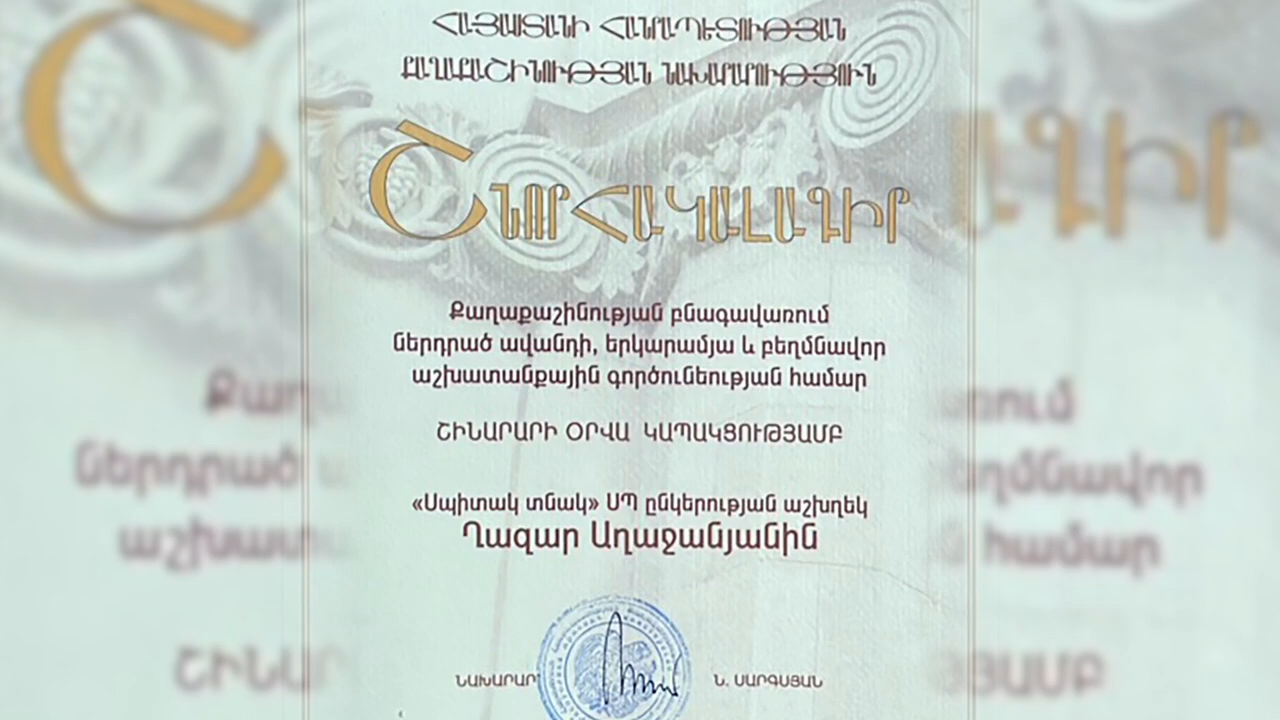 ՀԱՅԱՍՏԱՆԻ ՀԱՆՐԱՊԵՏՈՒԹՅԱՆ
ՔԱՂԱՔԱՇԻՆՈՒԹՅԱՆ ՆԱԽԱՐԱՐՈՒԹՅՈՒՆ
ՇՆՈՐՀԱԿԱԼԱԳԻՐ
Քաղաքաշինության բնագավառում
ներդրած ավանդի, երկարամյա և բեղմնավոր
աշխատանքային գործունեության համար
ՇԻՆԱՐԱՐԻ ՕՐՎԱ ԿԱՊԱԿՑՈՒԹՅԱՄԲ
«Սպիտակ տնակ» ՍՊ ընկերության աշխղեկ
Ղազար Աղաջանյանին
ՆԱԽԱՐԱՐ Ն. ՍԱՐԳՍՅԱՆ